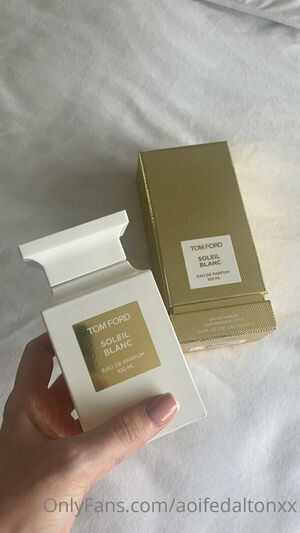 TOM FORD
SOLEIL
BLANC
EAU DE PARFUM
100 ML
TOM FORD
SOLEIL
BLANC
EAU DE PARFUM
100 ML
OnlyFans.com/aoifedaltonxx